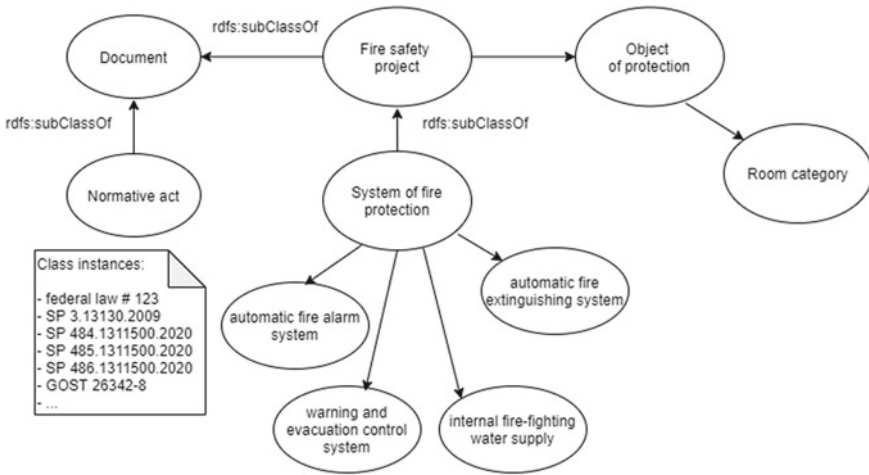 rdfs:subClassOf
Document
Fire safety
project
Object
of protection
rdfs:subClassOf
rdfs:subClassOf
Normative act
System of fire
protection
Room category
Class instances:
- federal law # 123
- SP 3.13130.2009
- SP 484.1311500.2020
- SP 485.1311500.2020
- SP 486.1311500.2020
- GOST 26342-8
- ...
automatic fire alarm
system
automatic fire
extinguishing system
warning and
evacuation control
system
internal fire-fighting
water supply